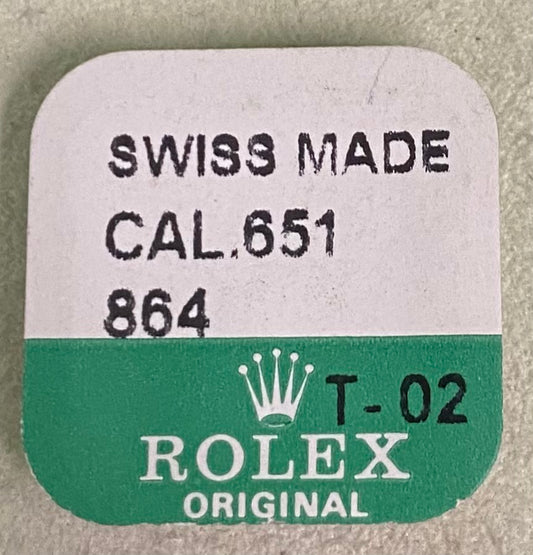 SWISS MADE
CAL.651
864
T-02
ROLEX
ORIGINAL